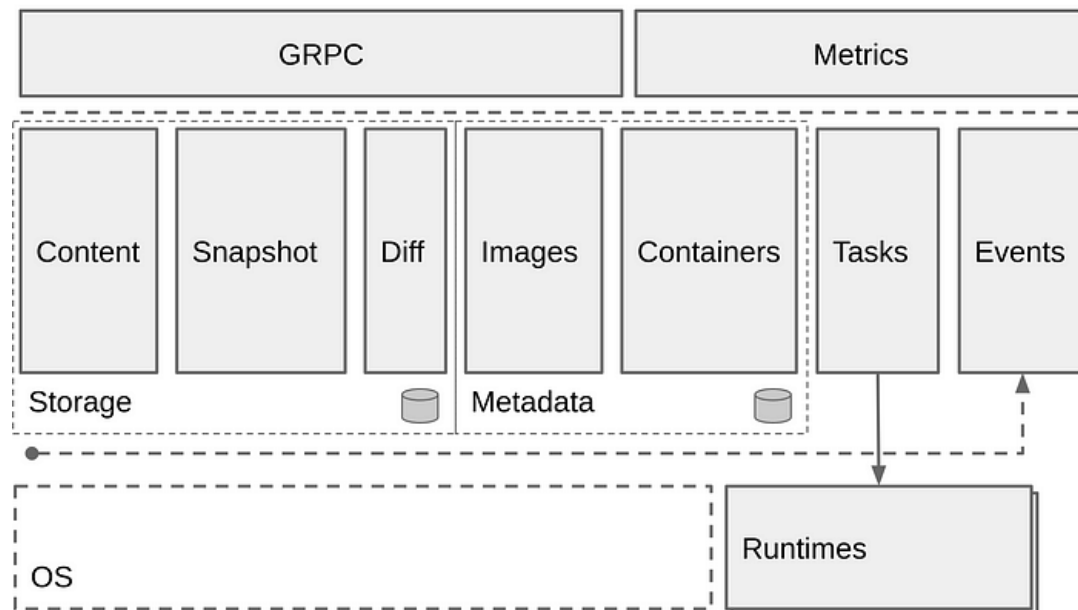 GRPC
Metrics
Content
Snapshot
Diff
Images
Containers
Tasks
Events
Storage
Metadata
Runtimes
OS